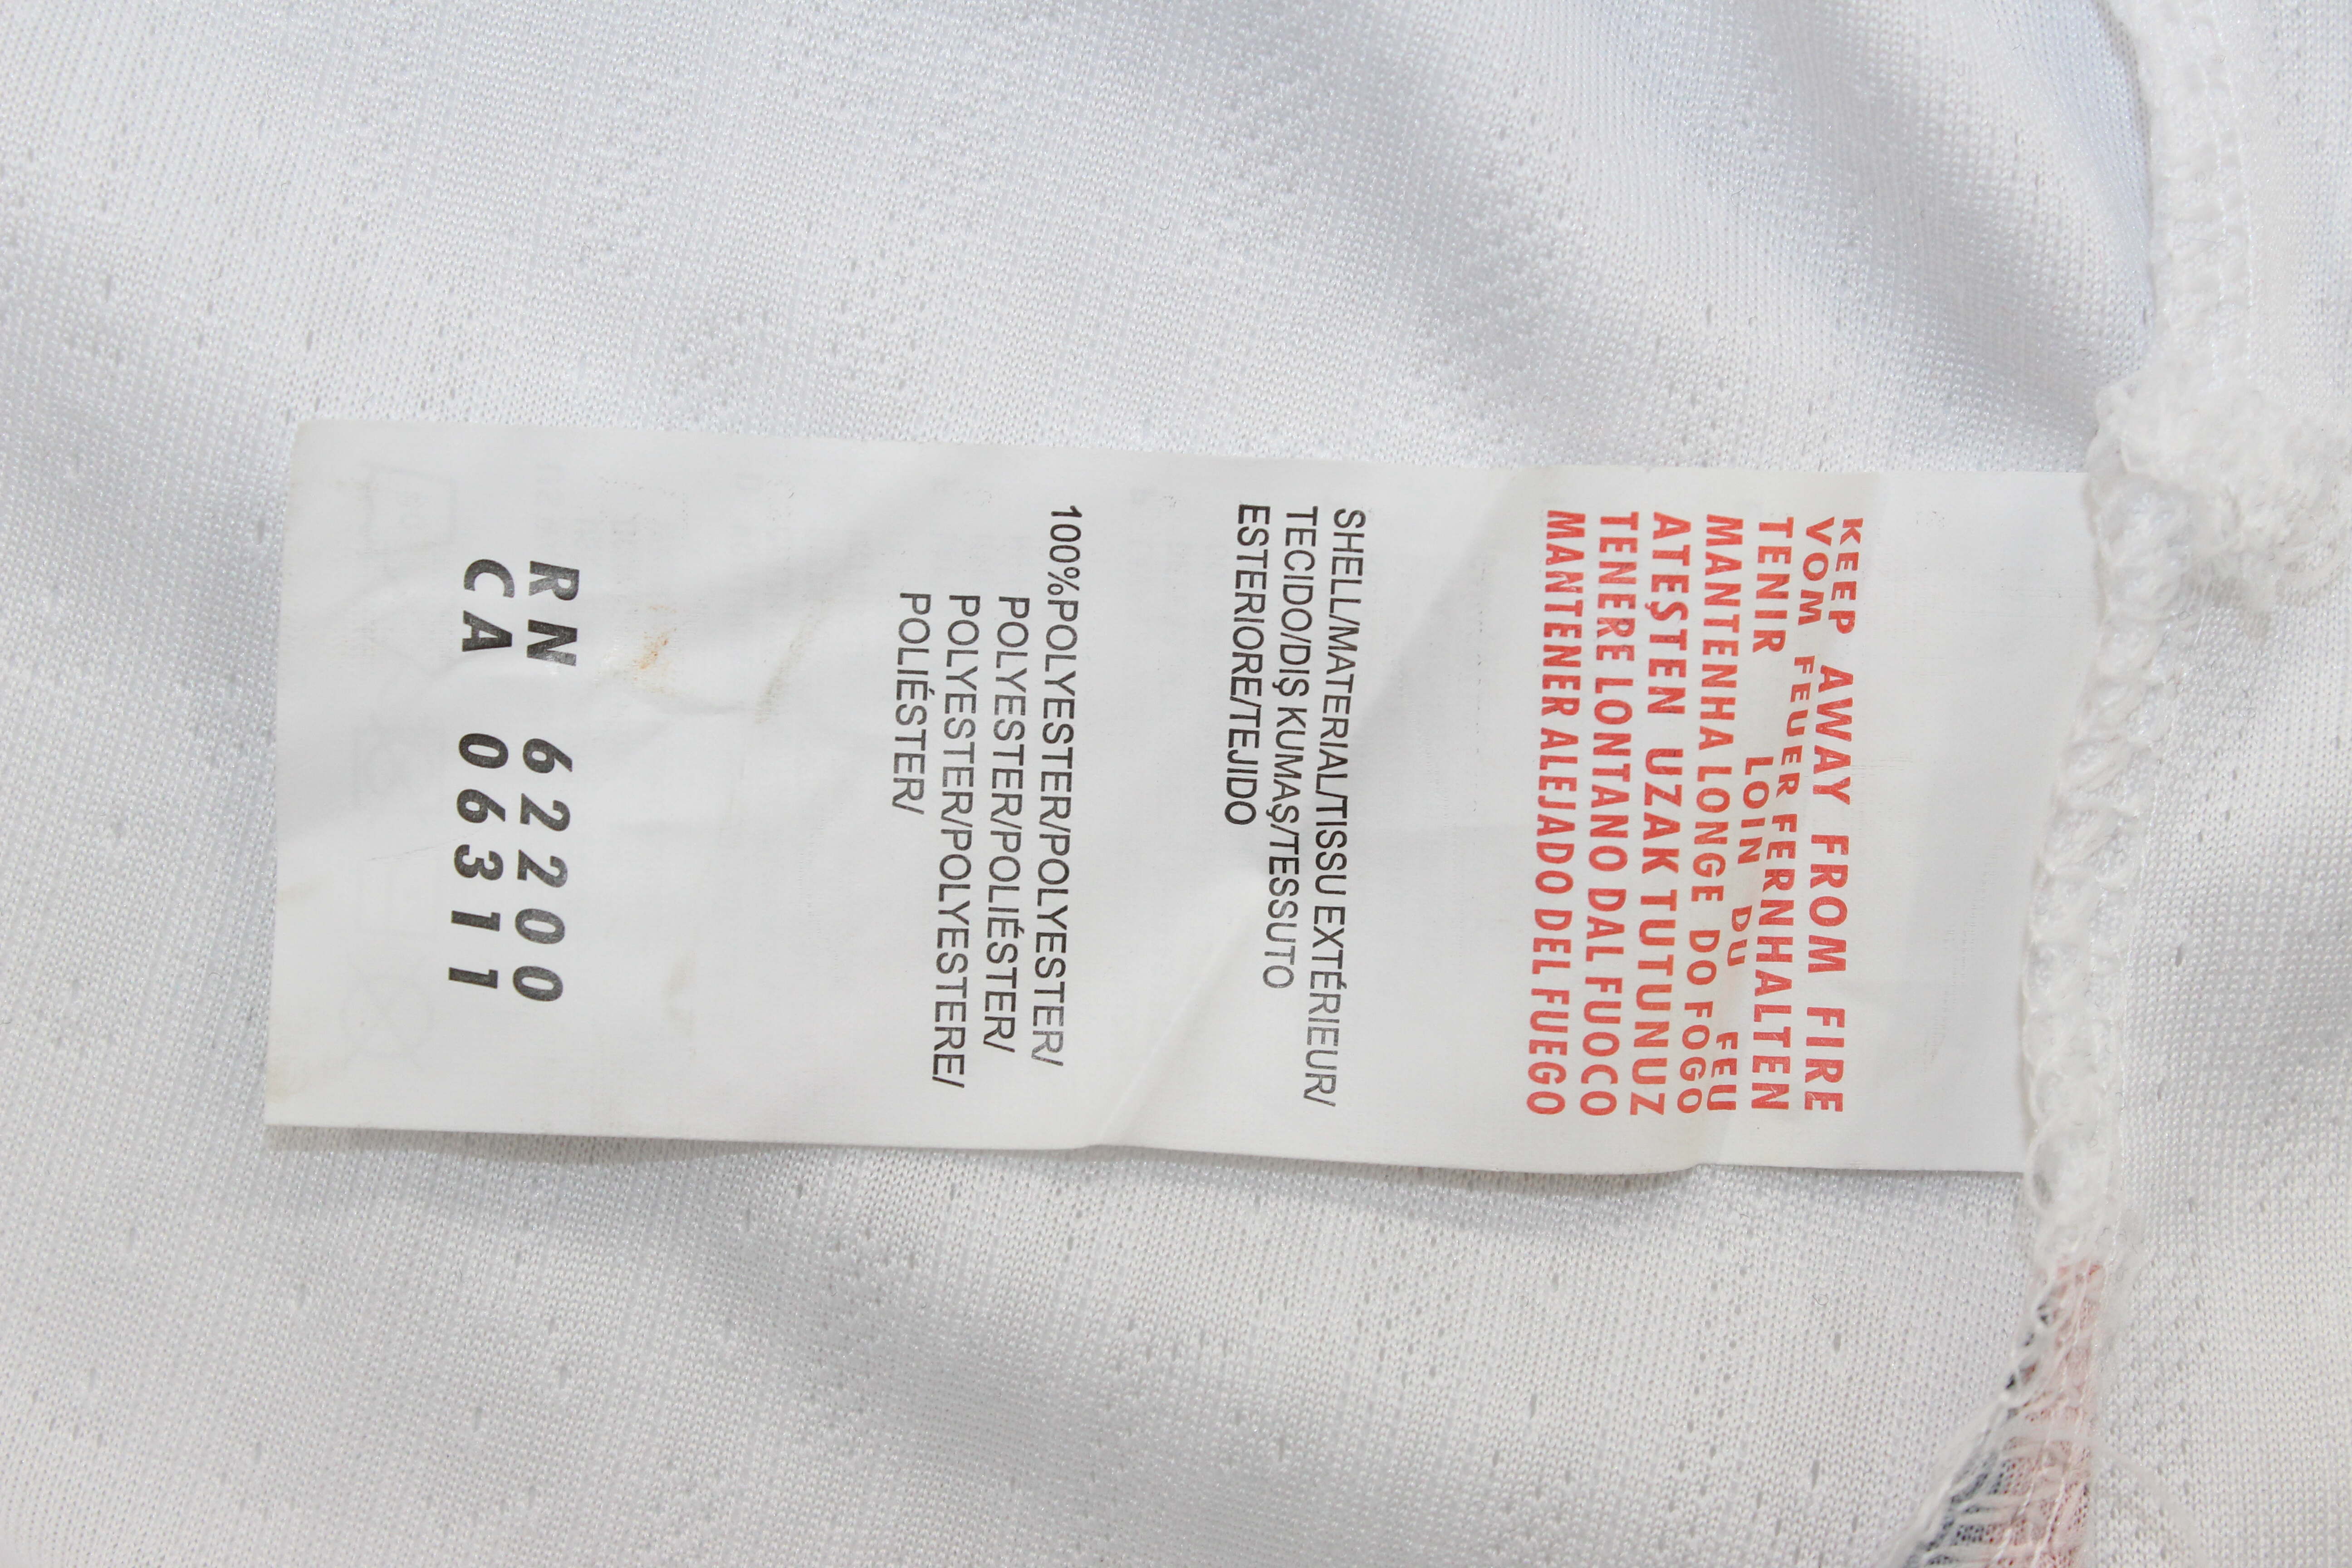 KEEP AWAY FROM FIRE
VOM FEUER FERNHALTEN
TENIR LOIN DU FEU
MANTENHA LONGE DO FOGO
ATEŞTEN UZAK TUTUNUZ
TENERE LONTANO DAL FUOCO
MANTENER ALEJADO DEL FUEGO
SHELL/MATERIAL/TISSU EXTÉRIEUR/
TECIDO/DIŞ KUMAŞ/TESSUTO
ESTERIORE/TEJIDO
100%POLYESTER/POLYESTER/
POLYESTER/POLIÉSTER/
POLYESTER/POLYESTERE/
POLIÉSTER/
RN 62200
CA 06311